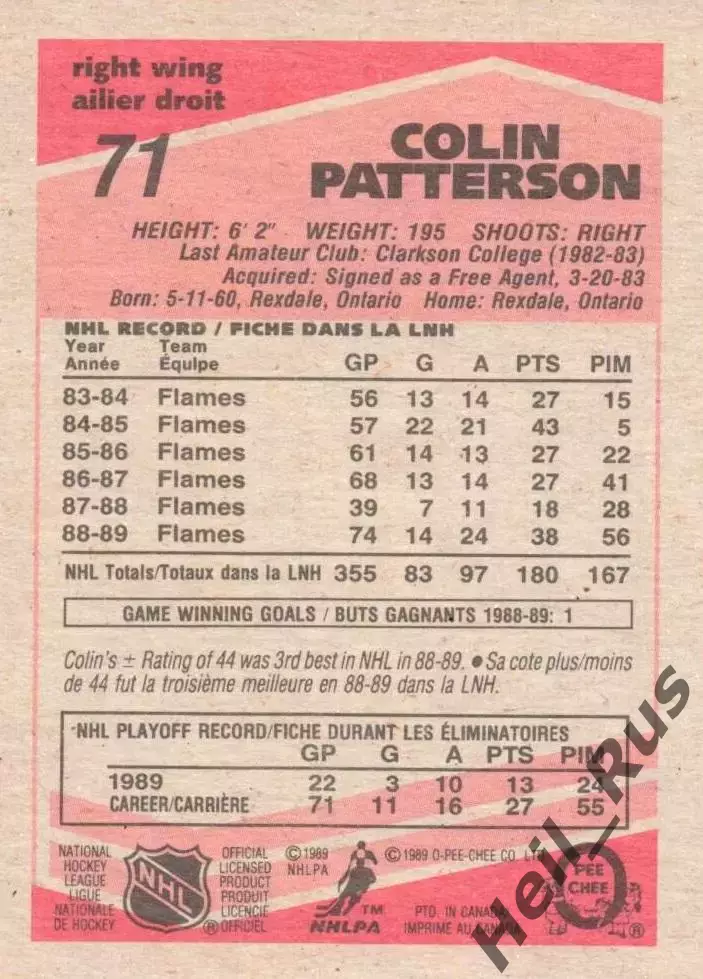 right wing
ailier droit
71
COLIN
PATTERSON
HEIGHT: 6' 2" WEIGHT: 195 SHOOTS: RIGHT
Last Amateur Club: Clarkson College (1982-83)
Acquired: Signed as a Free Agent, 3-20-83
Born: 5-11-60, Rexdale, Ontario Home: Rexdale, Ontario
NHL RECORD / FICHE DANS LA LNH
Year Team
Année Équipe GP G A PTS PIM
83-84 Flames 56 13 14 27 15
84-85 Flames 57 22 21 43 5
85-86 Flames 61 14 13 27 22
86-87 Flames 68 13 14 27 41
87-88 Flames 39 7 11 18 28
88-89 Flames 74 14 24 38 56
NHL Totals/Totaux dans la LNH 355 83 97 180 167
GAME WINNING GOALS / BUTS GAGNANTS 1988-89: 1
Colin's ± Rating of 44 was 3rd best in NHL in 88-89. • Sa cote plus/moins
de 44 fut la troisième meilleure en 88-89 dans la LNH.
NHL PLAYOFF RECORD/FICHE DURANT LES ÉLIMINATOIRES
GP G A PTS PIM
1989 22 3 10 13 24
CAREER/CARRIÈRE 71 11 16 27 55
NATIONAL
HOCKEY
LEAGUE
LIGUE
NATIONALE
DE HOCKEY
NHL
OFFICIAL
LICENSED
PRODUCT
PRODUIT
LICENCIE
® OFFICIEL
© 1989
NHLPA
TM
NHLPA
© 1989 O-PEE-CHEE CO. LTD.
PTD. IN CANADA
IMPRIMÉ AU CANADA
O
PEE
CHEE
®
Heil_Rus